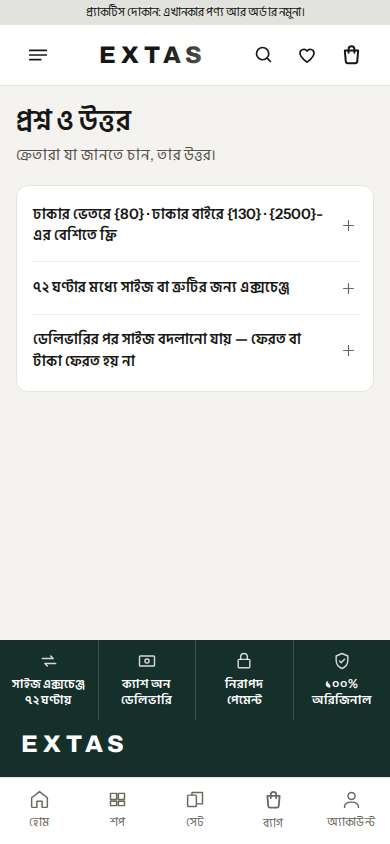 প্র্যাকটিস দোকান: এখানকার পণ্য আর অর্ডার নমুনা।
EXTAS
প্রশ্ন ও উত্তর
ক্রেতারা যা জানতে চান, তার উত্তর।
ঢাকার ভেতরে {80} · ঢাকার বাইরে {130} · {2500}-
এর বেশিতে ফ্রি
৭২ ঘণ্টার মধ্যে সাইজ বা ত্রুটির জন্য এক্সচেঞ্জ
ডেলিভারির পর সাইজ বদলানো যায় — ফেরত বা
টাকা ফেরত হয় না
সাইজ এক্সচেঞ্জ
৭২ ঘণ্টায়
ক্যাশ অন
ডেলিভারি
নিরাপদ
পেমেন্ট
১০০%
অরিজিনাল
EXTAS
হোম
শপ
সেট
ব্যাগ
অ্যাকাউন্ট